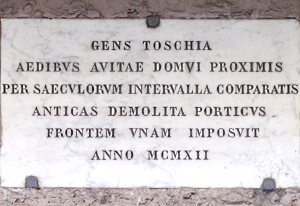 GENS TOSCHIA
AEDIBVS AVITAE DOMVI PROXIMIS
PER SAECVLORVM INTERVALLA COMPARATIS
ANTICAS DEMOLITA PORTICVS
FRONTEM VNAM IMPOSVIT
ANNO MCMXII